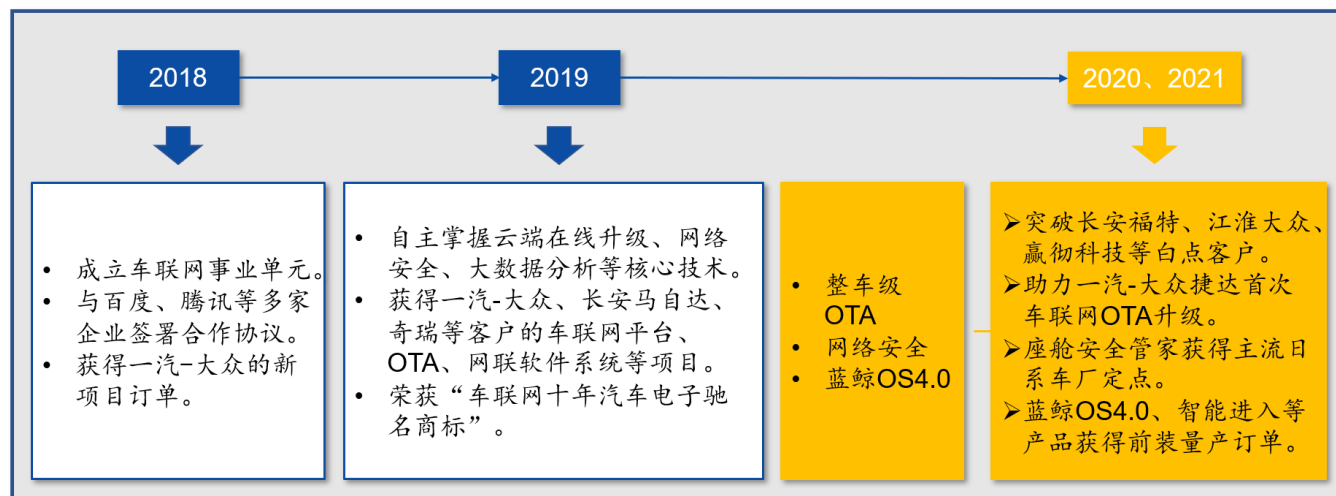 2018
2019
2020、2021
• 成立车联网事业单元。
• 与百度、腾讯等多家
企业签署合作协议。
• 获得一汽-大众的新
项目订单。
• 自主掌握云端在线升级、网络
安全、大数据分析等核心技术。
• 获得一汽-大众、长安马自达、
奇瑞等客户的车联网平台、
OTA、网联软件系统等项目。
• 荣获“车联网十年汽车电子驰
名商标”。
• 整车级
OTA
• 网络安全
• 蓝鲸OS4.0
➢突破长安福特、江淮大众、
赢彻科技等白点客户。
➢助力一汽-大众捷达首次
车联网OTA升级。
➢座舱安全管家获得主流日
系车厂定点。
➢蓝鲸OS4.0、智能进入等
产品获得前装量产订单。